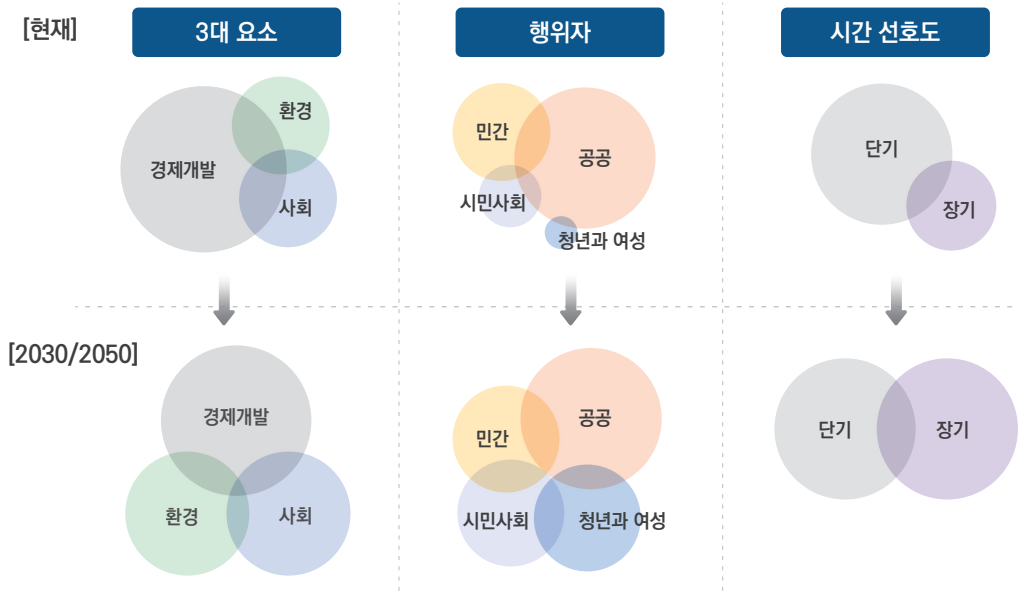 [현재]
3대 요소
행위자
시간 선호도
환경
경제개발
사회
민간
공공
시민사회
청년과 여성
단기
장기
[2030/2050]
경제개발
환경
사회
공공
민간
시민사회
청년과 여성
단기
장기